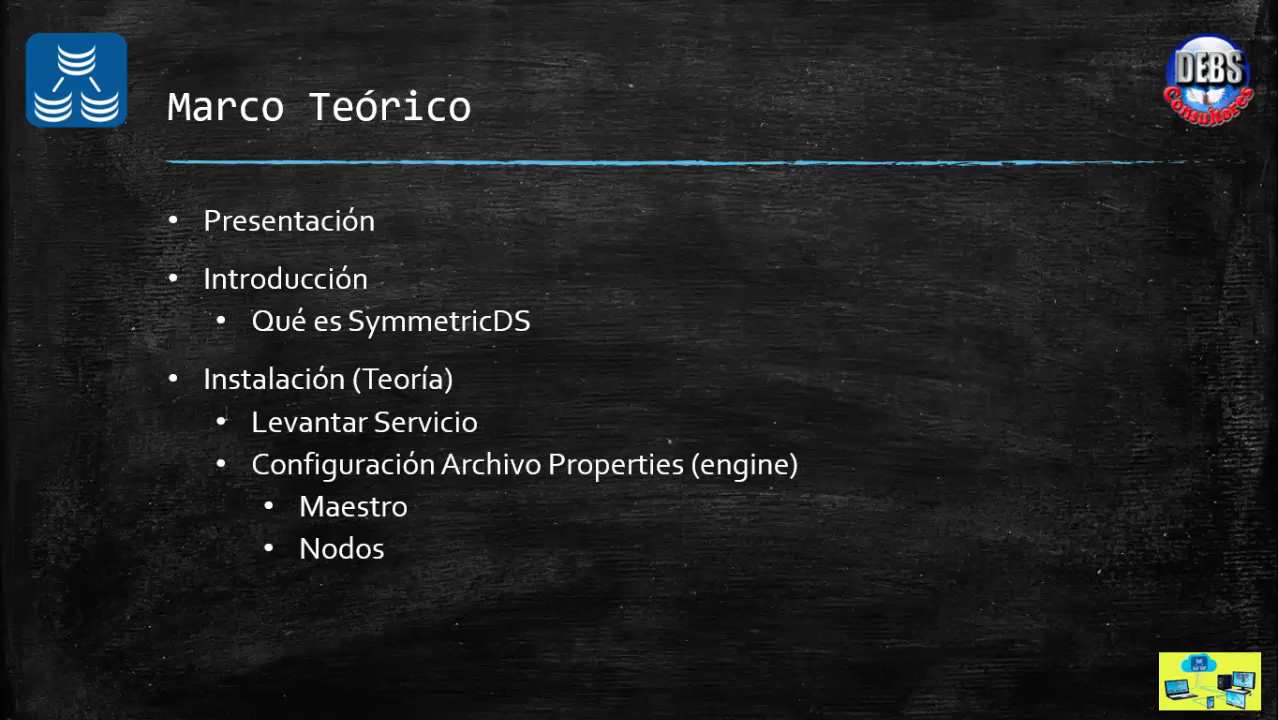 DEBS
Consultores
Marco Teórico
• Presentación
• Introducción
• Qué es SymmetricDS
• Instalación (Teoría)
• Levantar Servicio
• Configuración Archivo Properties (engine)
• Maestro
• Nodos